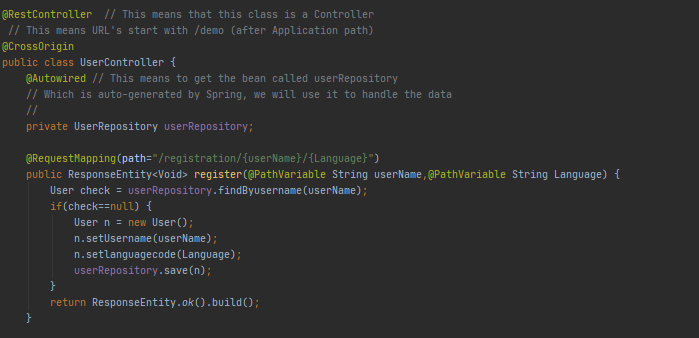 @RestController  // This means that this class is a Controller
 // This means URL's start with /demo (after Application path)
@CrossOrigin
public class UserController {
    @Autowired // This means to get the bean called userRepository
    // Which is auto-generated by Spring, we will use it to handle the data
    //
    private UserRepository userRepository;

    @RequestMapping(path="/registration/{userName}/{Language}")
    public ResponseEntity<Void> register(@PathVariable String userName,@PathVariable String Language) {
        User check = userRepository.findByusername(userName);
        if(check==null) {
            User n = new User();
            n.setUsername(userName);
            n.setlanguagecode(Language);
            userRepository.save(n);
        }
        return ResponseEntity.ok().build();
    }